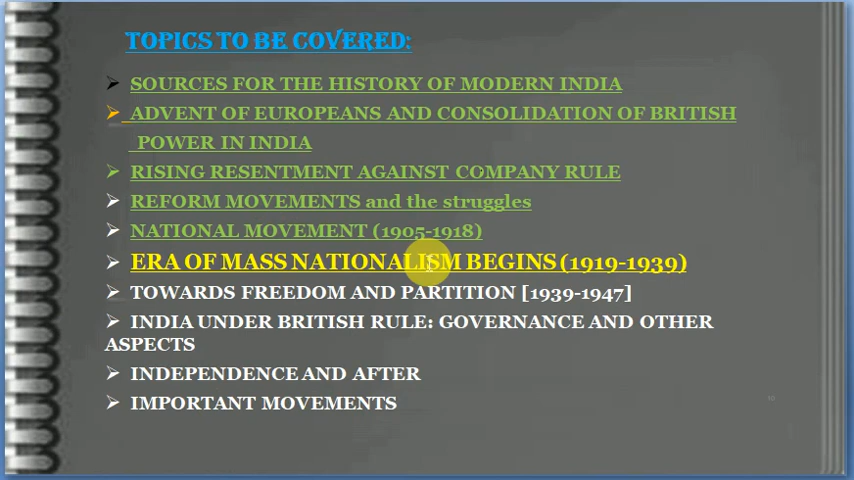 TOPICS TO BE COVERED:
SOURCES FOR THE HISTORY OF MODERN INDIA
ADVENT OF EUROPEANS AND CONSOLIDATION OF BRITISH
POWER IN INDIA
RISING RESENTMENT AGAINST COMPANY RULE
REFORM MOVEMENTS and the struggles
NATIONAL MOVEMENT (1905-1918)
ERA OF MASS NATIONALISM BEGINS (1919-1939)
TOWARDS FREEDOM AND PARTITION [1939-1947]
INDIA UNDER BRITISH RULE: GOVERNANCE AND OTHER
ASPECTS
INDEPENDENCE AND AFTER
IMPORTANT MOVEMENTS